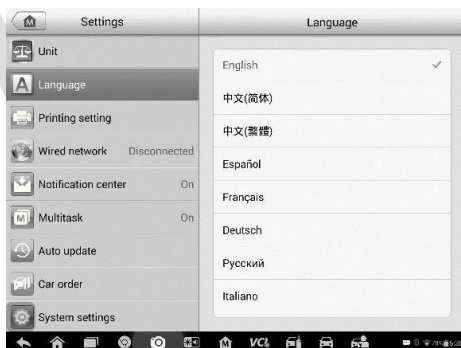 Settings
Unit
Language
Printing setting
Wired network Disconnected
Notification center On
Multitask On
Auto update
Car order
System settings
Language
English
中文(简体)
中文(繁體)
Español
Français
Deutsch
Русский
Italiano
VCI